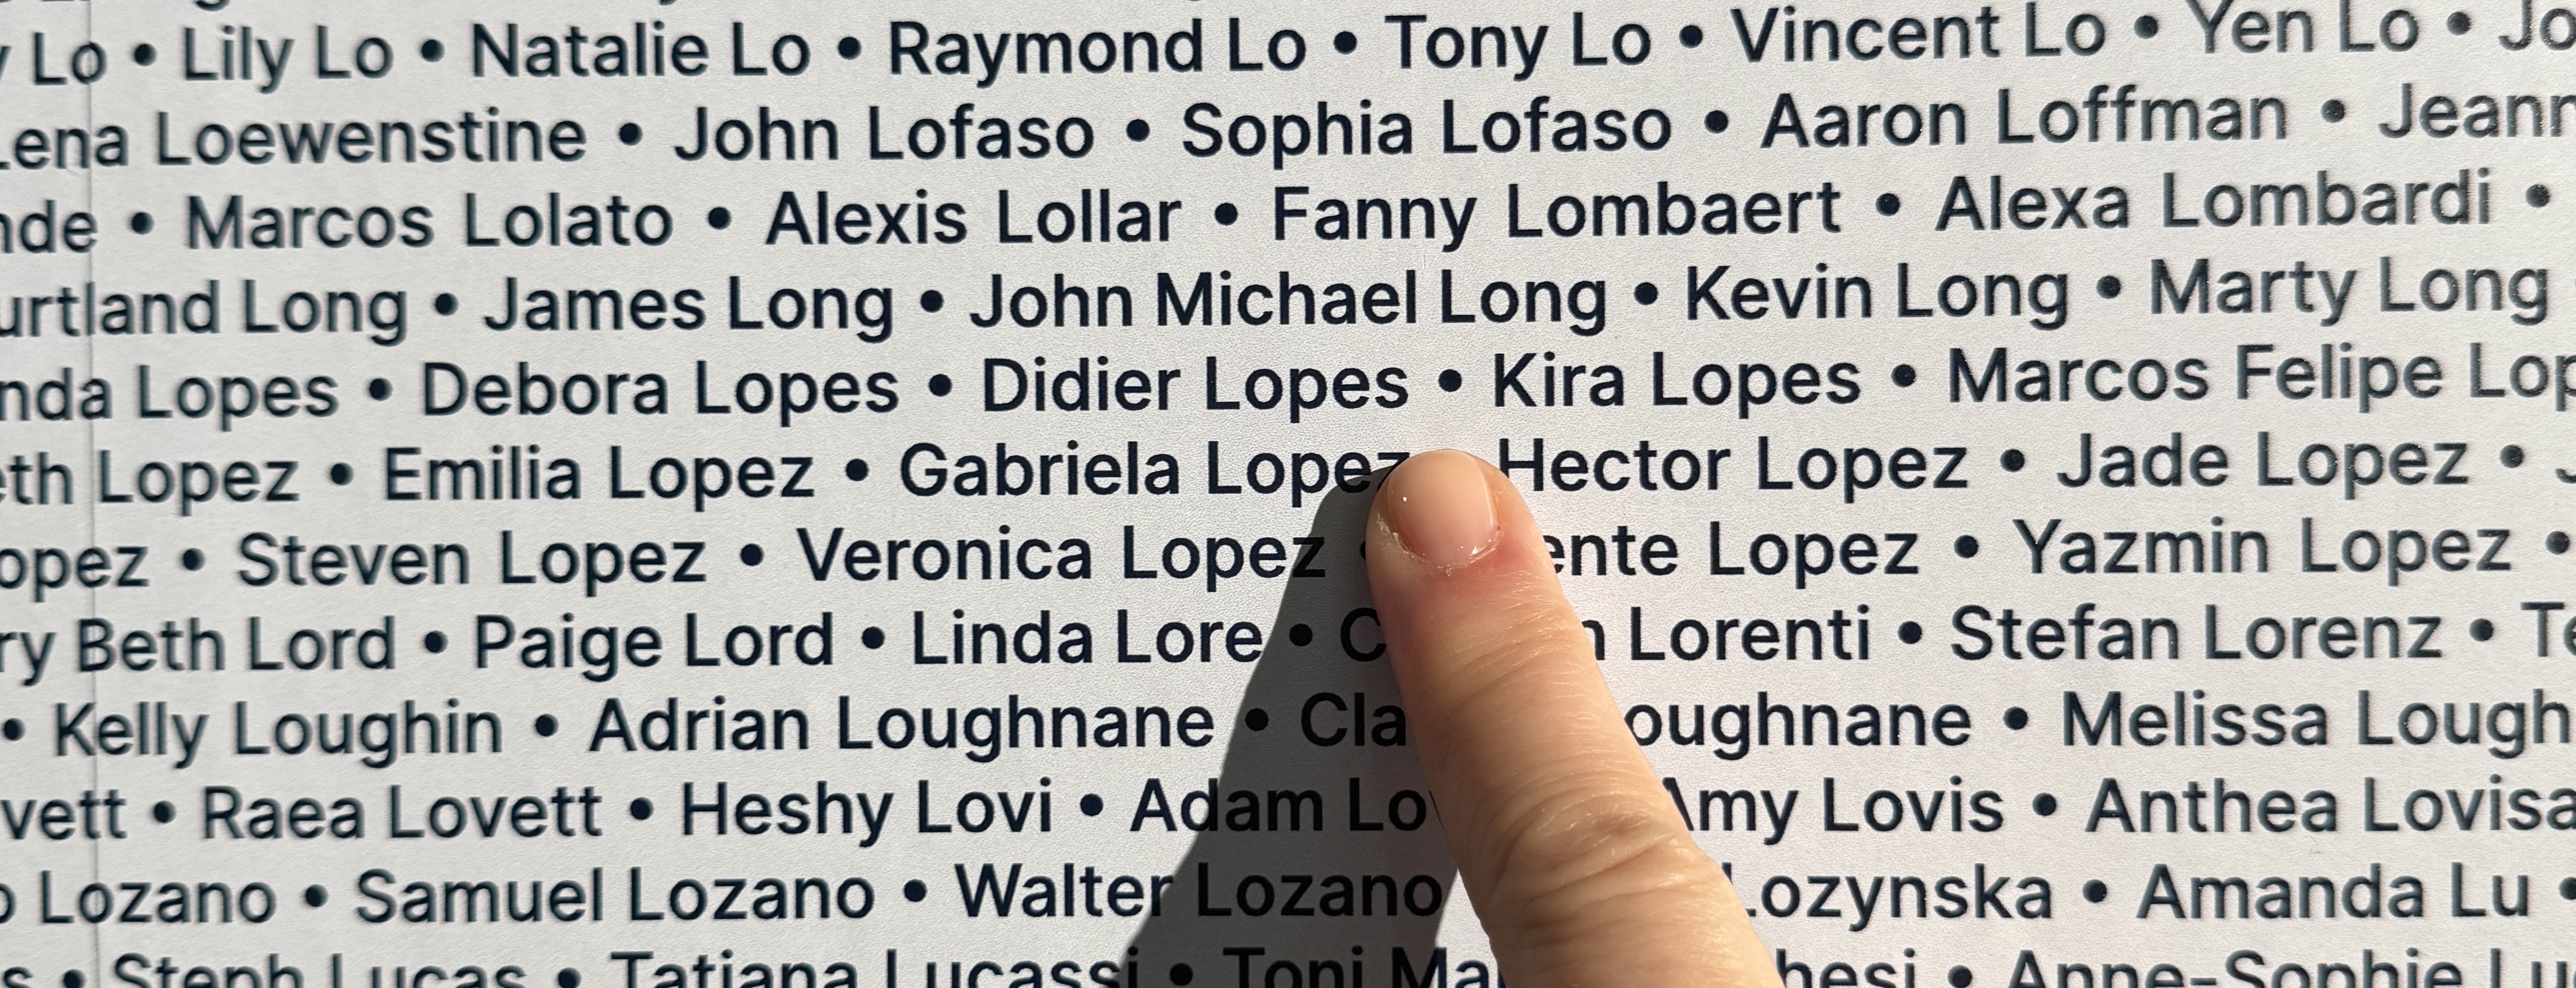 Lo • Lily Lo • Natalie Lo • Raymond Lo • Tony Lo • Vincent Lo • Yen Lo •
Loewenstine • John Lofaso • Sophia Lofaso • Aaron Loffman •
• Marcos Lolato • Alexis Lollar • Fanny Lombaert • Alexa Lombardi •
Long • James Long • John Michael Long • Kevin Long • Marty Long
Lopes • Debora Lopes • Didier Lopes • Kira Lopes • Marcos Felipe
Lopez • Emilia Lopez • Gabriela Lopez Hector Lopez • Jade Lopez •
• Steven Lopez • Veronica Lopez • Lopez • Yazmin Lopez •
Beth Lord • Paige Lord • Linda Lore • Lorenti • Stefan Lorenz •
• Kelly Loughin • Adrian Loughnane • • Melissa
• Raea Lovett • Heshy Lovi • Adam Amy Lovis • Anthea
Lozano • Samuel Lozano • Walter Lozano Lozynska • Amanda Lu •
• Steph Lucas • Tatiana Lucassi • Toni • Anne-Sophie